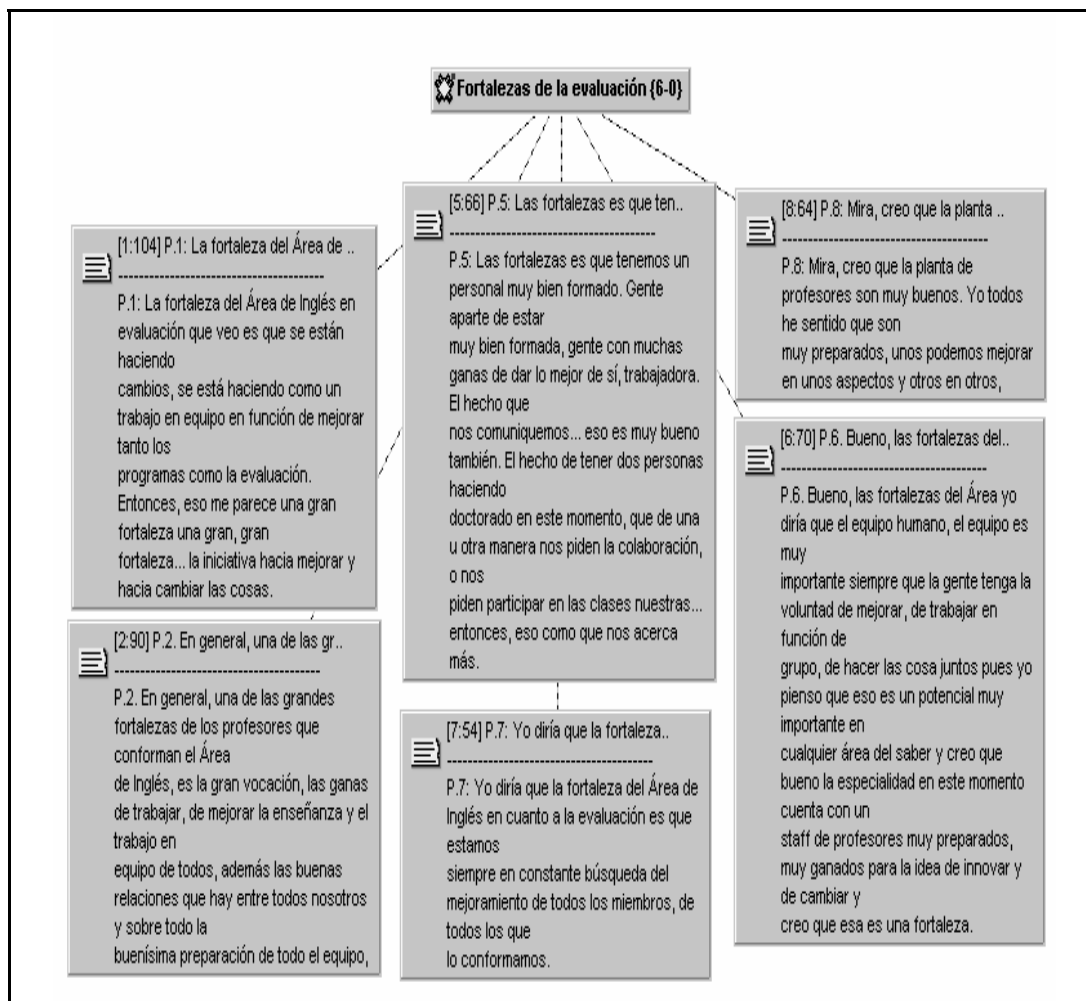 Fortalezas de la evaluación {6-0}
[1:104] P.1: La fortaleza del Área de ..
-----------------------------------------
P.1: La fortaleza del Área de Inglés en
evaluación que veo es que se están
haciendo
cambios, se está haciendo como un
trabajo en equipo en función de mejorar
tanto los
programas como la evaluación.
Entonces, eso me parece una gran
fortaleza una gran, gran
fortaleza... la iniciativa hacia mejorar y
hacia cambiar las cosas.
[2:90] P.2. En general, una de las gr..
-----------------------------------------
P.2. En general, una de las grandes
fortalezas de los profesores que
conforman el Área
de Inglés, es la gran vocación, las ganas
de trabajar, de mejorar la enseñanza y el
trabajo en
equipo de todos, además las buenas
relaciones que hay entre todos nosotros
y sobre todo la
buenísima preparación de todo el equipo,
[5:66] P.5: Las fortalezas es que ten..
-----------------------------------------
P.5: Las fortalezas es que tenemos un
personal muy bien formado. Gente
aparte de estar
muy bien formada, gente con muchas
ganas de dar lo mejor de sí, trabajadora.
El hecho que
nos comuniquemos... eso es muy bueno
también. El hecho de tener dos personas
haciendo
doctorado en este momento, que de una
u otra manera nos piden la colaboración,
o nos
piden participar en las clases nuestras...
entonces, eso como que nos acerca
más.
[7:54] P.7: Yo diría que la fortaleza..
-----------------------------------------
P.7: Yo diría que la fortaleza del Área de
Inglés en cuanto a la evaluación es que
estamos
siempre en constante búsqueda del
mejoramiento de todos los miembros, de
todos los que
lo conformamos.
[8:64] P.8: Mira, creo que la planta ..
-----------------------------------------
P.8: Mira, creo que la planta de
profesores son muy buenos. Yo todos
he sentido que son
muy preparados, unos podemos mejorar
en unos aspectos y otros en otros,
[6:70] P.6. Bueno, las fortalezas del..
-----------------------------------------
P.6. Bueno, las fortalezas del Área yo
diría que el equipo humano, el equipo es
muy
importante siempre que la gente tenga la
voluntad de mejorar, de trabajar en
función de
grupo, de hacer las cosa juntos pues yo
pienso que eso es un potencial muy
importante en
cualquier área del saber y creo que
bueno la especialidad en este momento
cuenta con un
staff de profesores muy preparados,
muy ganados para la idea de innovar y
de cambiar y
creo que esa es una fortaleza.